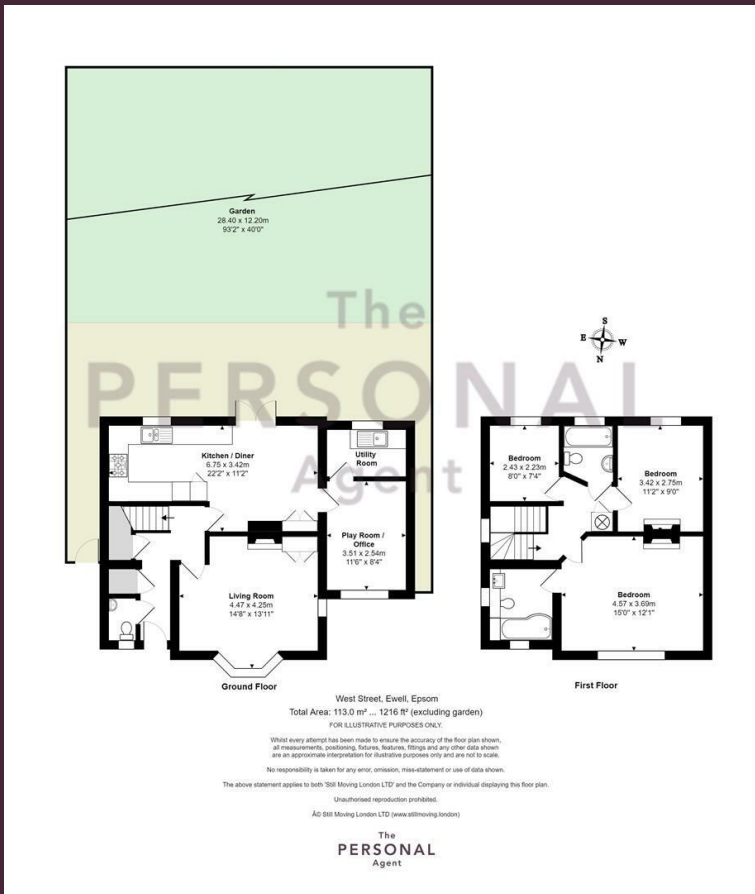 Garden
28.40 x 12.20m
93'2" x 40'0"
The
PERSONAL
Agent
S
E W
N
Kitchen / Diner
6.75 x 3.42m
22'2" x 11'2"
Utility
Room
Play Room /
Office
3.51 x 2.54m
11'6" x 8'4"
Living Room
4.47 x 4.25m
14'8" x 13'11"
Ground Floor
Bedroom
2.43 x 2.23m
8'0" x 7'4"
Bedroom
3.42 x 2.75m
11'2" x 9'0"
Bedroom
4.57 x 3.69m
15'0" x 12'1"
First Floor
West Street, Ewell, Epsom
Total Area: 113.0 m² ... 1216 ft² (excluding garden)
FOR ILLUSTRATIVE PURPOSES ONLY.
Whilst every attempt has been made to ensure the accuracy of the floor plan shown,
all measurements, positioning, fixtures, features, fittings and any other data shown
are an approximate interpretation for illustrative purposes only and are not to scale.
No responsibility is taken for any error, omission, miss-statement or use of data shown.
The above statement applies to both 'Still Moving London LTD' and the Company or individual displaying this floor plan.
Unauthorised reproduction prohibited.
Â© Still Moving London LTD (www.stillmoving.london)
The
PERSONAL
Agent